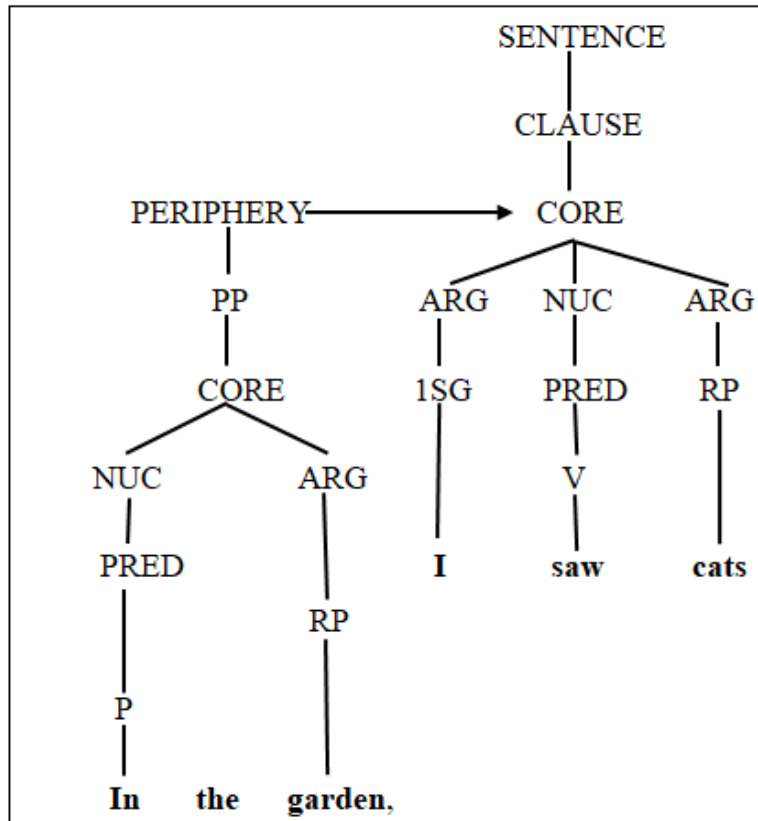 SENTENCE
CLAUSE
PERIPHERY CORE
PP ARG NUC ARG
CORE 1SG PRED RP
NUC ARG V
PRED I saw cats
RP
P
In the garden,